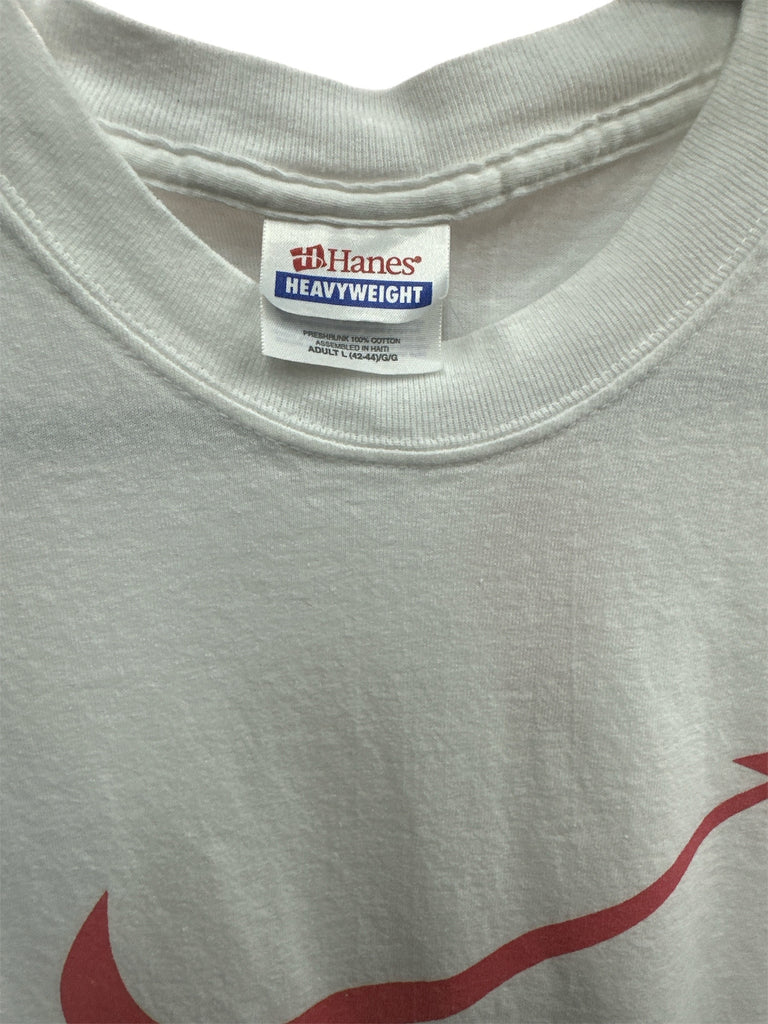 Hanes
HEAVYWEIGHT
PRESHRUNK 100% COTTON
ASSEMBLED IN HAITI
ADULT L (42-44)/G/G